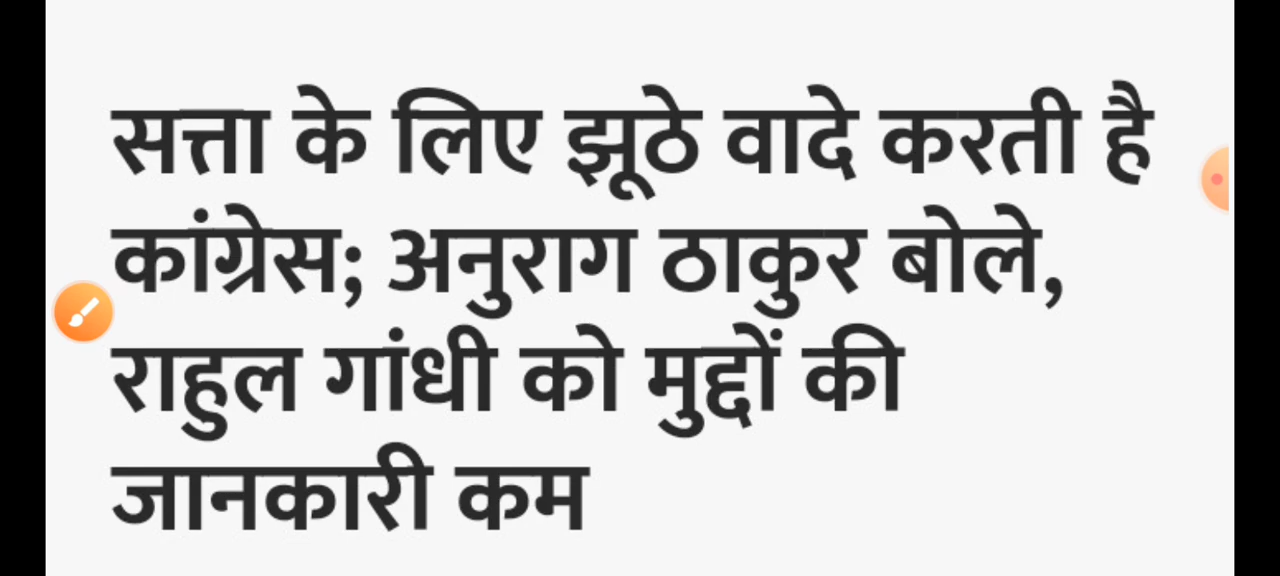 सत्ता के लिए झूठे वादे करती है
कांग्रेस; अनुराग ठाकुर बोले,
राहुल गांधी को मुद्दों की
जानकारी कम